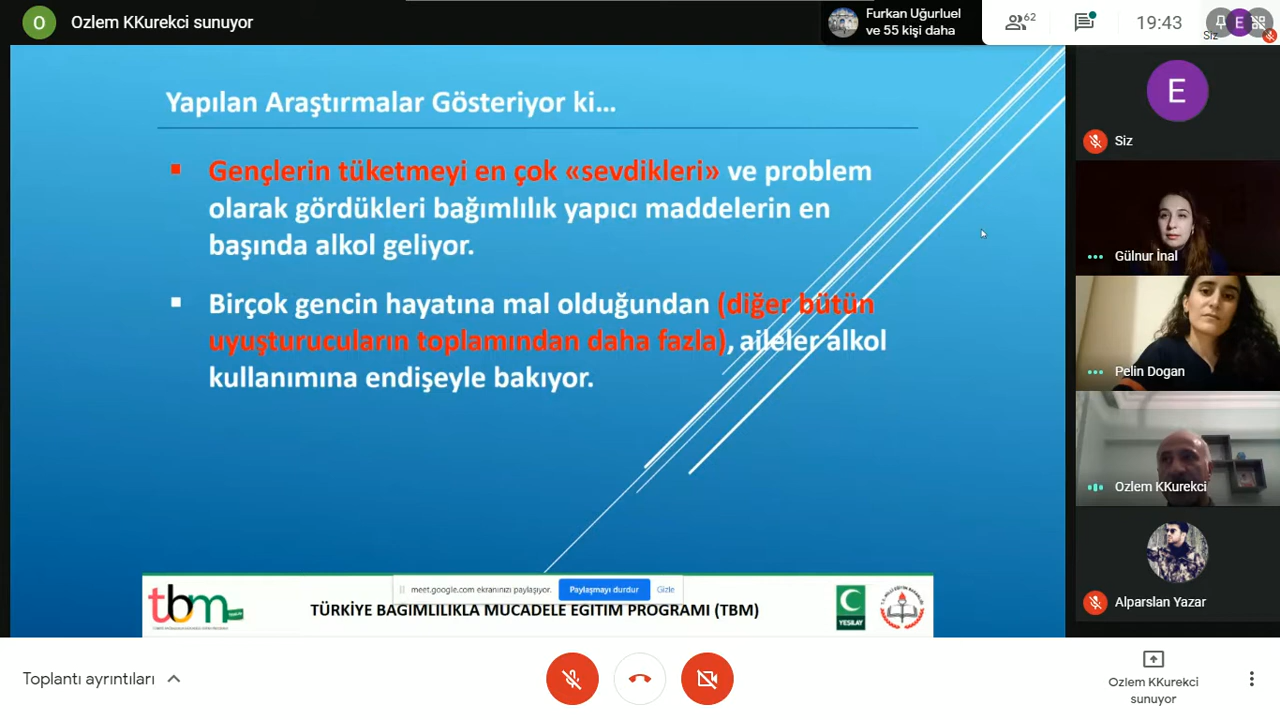 O
Ozlem KKurekci sunuyor
Furkan Uğurluel
ve 55 kişi daha
62
19:43
E
Siz
Yapılan Araştırmalar Gösteriyor ki…
Gençlerin tüketmeyi en çok «sevdikleri» ve problem
olarak gördükleri bağımlılık yapıcı maddelerin en
başında alkol geliyor.
Birçok gencin hayatına mal olduğundan (diğer bütün
uyuşturucuların toplamından daha fazla), aileler alkol
kullanımına endişeyle bakıyor.
meet.google.com ekranınızı paylaşıyor.
Paylaşmayı durdur
Gizle
tbm
TÜRKİYE BAĞIMLILIKLA MÜCADELE EĞİTİM PROGRAMI (TBM)
YEŞİLAY
E
Siz
Gülnur İnal
Pelin Dogan
Ozlem KKurekci
Alparslan Yazar
Toplantı ayrıntıları
Ozlem KKurekci
sunuyor